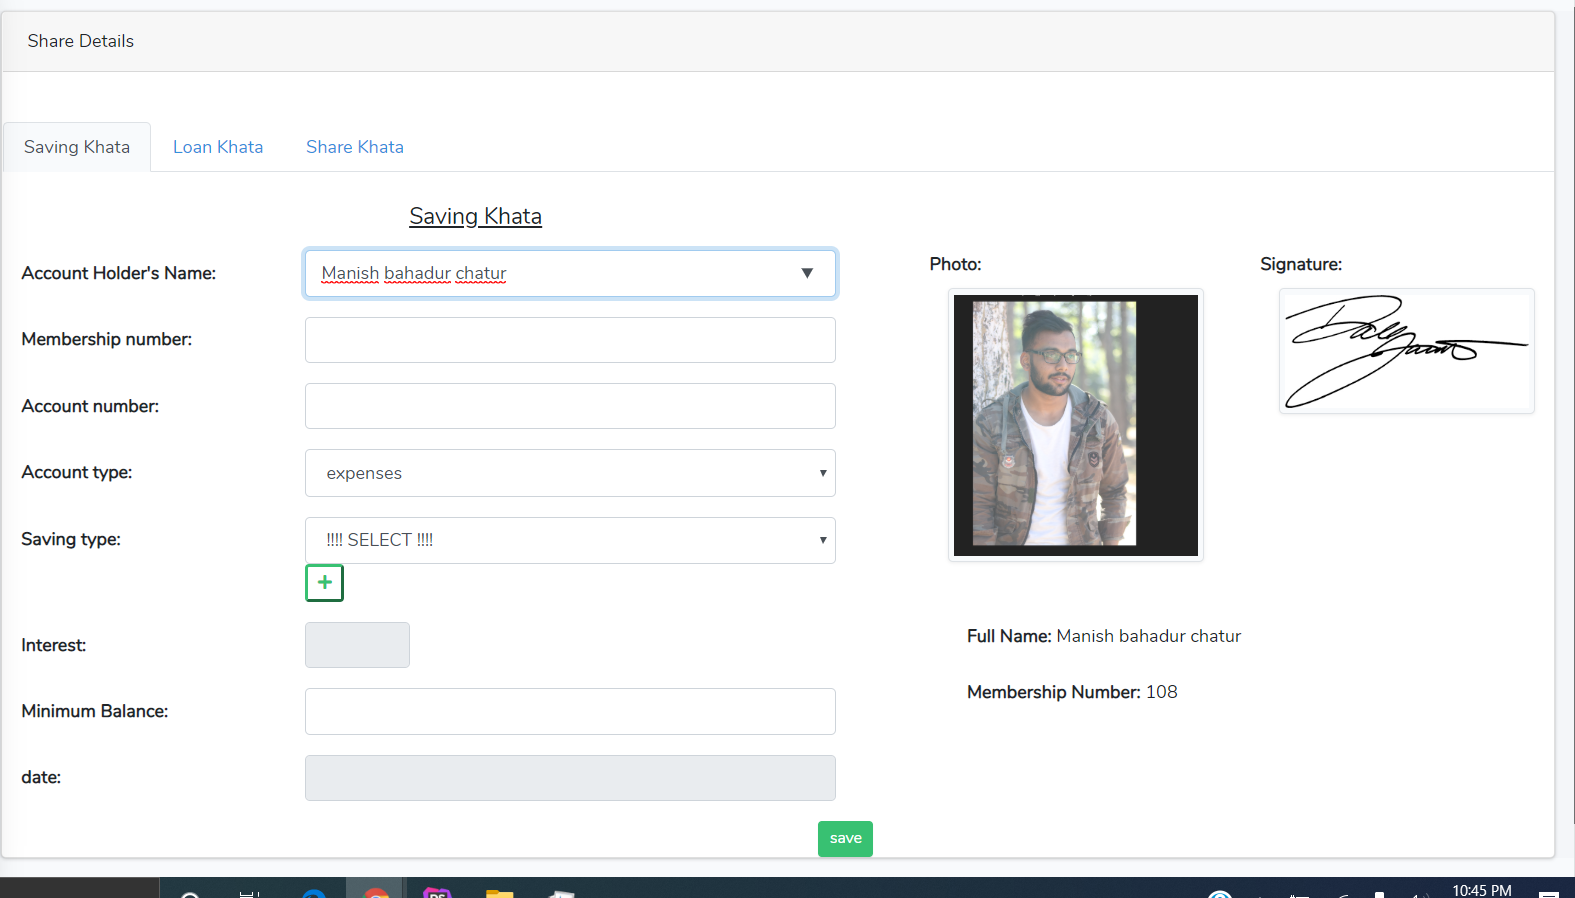 Share Details
Saving Khata Loan Khata Share Khata
Saving Khata
Account Holder's Name: Manish bahadur chatur
Photo: Signature:
Membership number:
Account number:
Account type: expenses
Saving type: !!!! SELECT !!!!
+
Interest:
Full Name: Manish bahadur chatur
Membership Number: 108
Minimum Balance:
date:
save
10:45 PM